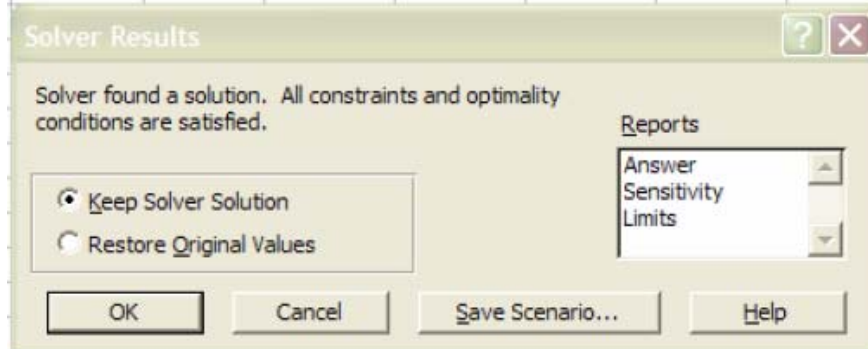 Solver Results
Solver found a solution. All constraints and optimality
conditions are satisfied.
Reports
Answer
Sensitivity
Limits
Keep Solver Solution
Restore Original Values
OK
Cancel
Save Scenario...
Help